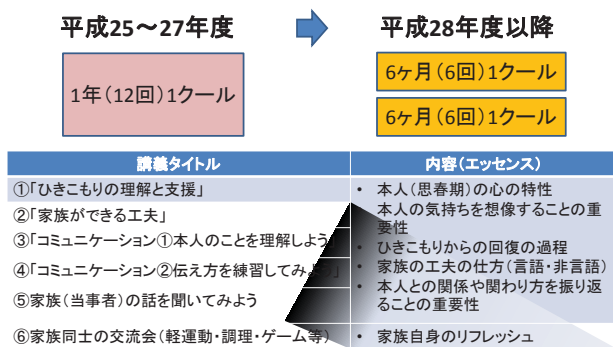 平成25～27年度
平成28年度以降
1年（12回）1クール
6ヶ月（6回）1クール
6ヶ月（6回）1クール
講義タイトル
内容（エッセンス）
①「ひきこもりの理解と支援」
②「家族ができる工夫」
③「コミュニケーション①本人のことを理解しよう
④「コミュニケーション②伝え方を練習してみ
⑤家族（当事者）の話を聞いてみよう
⑥家族同士の交流会（軽運動・調理・ゲーム等）
• 本人（思春期）の心の特性
本人の気持ちを想像することの重
要性
• ひきこもりからの回復の過程
• 家族の工夫の仕方（言語・非言語）
• 本人との関係や関わり方を振り返
ることの重要性
• 家族自身のリフレッシュ